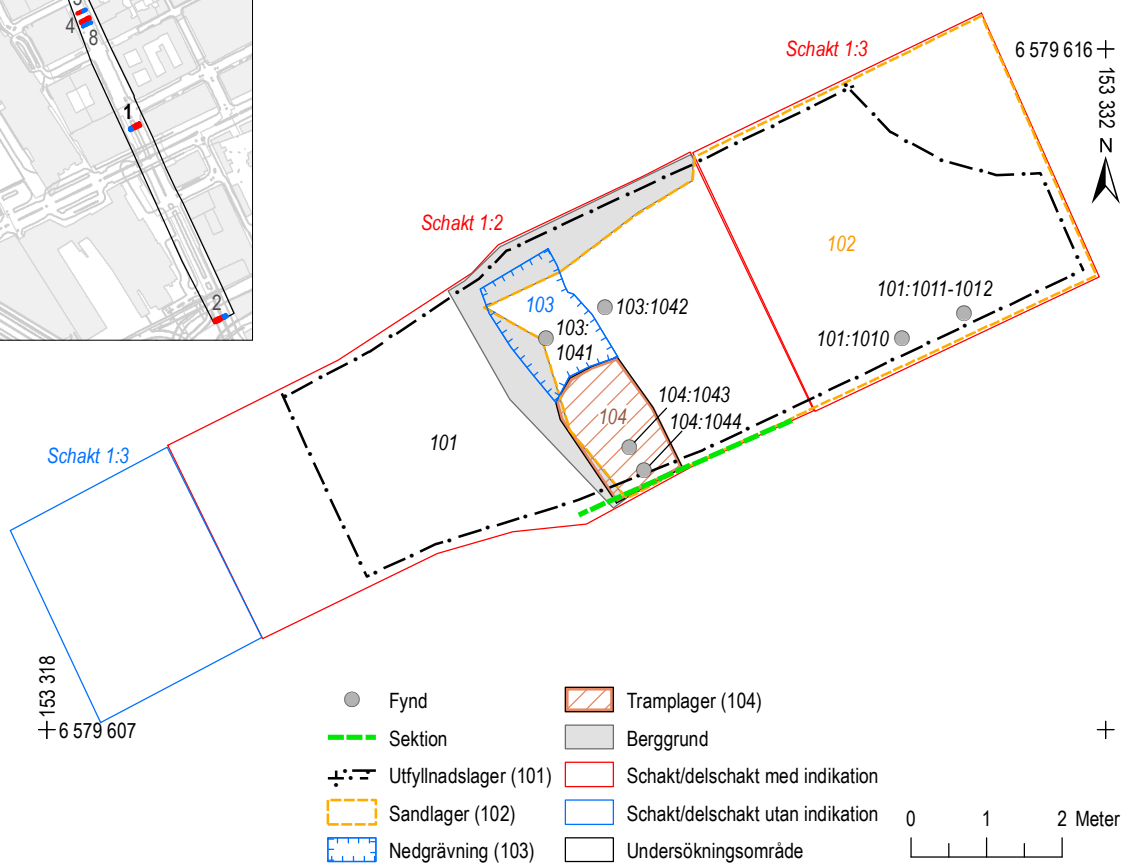 4
8
1
2
Schakt 1:3
6 579 616
153 332
N
Schakt 1:2
102
103
103:1042
101:1011-1012
103:
1041
101:1010
104
104:1043
104:1044
101
Schakt 1:3
153 318
6 579 607
Fynd
Sektion
Utfyllnadslager (101)
Sandlager (102)
Nedgrävning (103)
Tramplager (104)
Berggrund
Schakt/delschakt med indikation
Schakt/delschakt utan indikation
Undersökningsområde
0 1 2 Meter